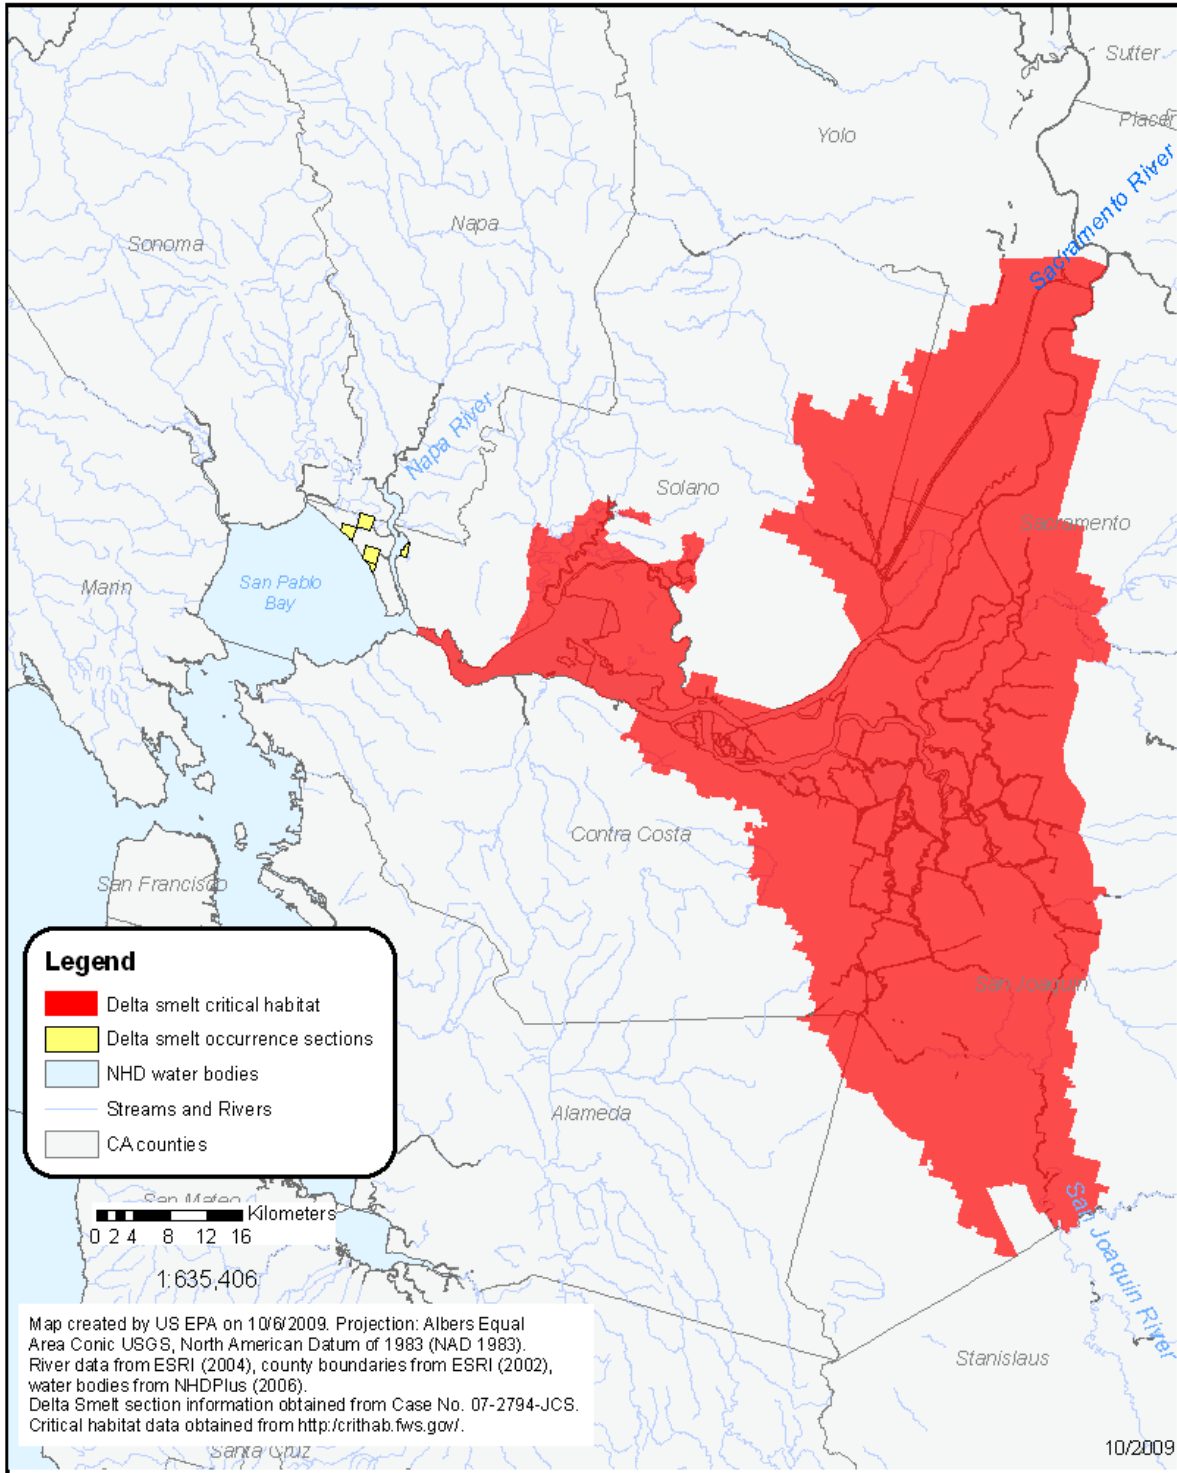 Sutter
Placer
Yolo
Sacramento River
Napa
Sonoma
Napa River
Solano
Sacramento
San Pablo
Bay
Marin
Contra Costa
San Francisco
San Joaquin
Legend
Delta smelt critical habitat
Delta smelt occurrence sections
NHD water bodies
Streams and Rivers
CA counties
Alameda
San Mateo
Kilometers
0 2 4 8 12 16
1:635,406
San Joaquin River
Stanislaus
Map created by US EPA on 10/6/2009. Projection: Albers Equal
Area Conic USGS, North American Datum of 1983 (NAD 1983).
River data from ESRI (2004), county boundaries from ESRI (2002),
water bodies from NHDPlus (2006).
Delta Smelt section information obtained from Case No. 07-2794-JCS.
Critical habitat data obtained from http:/crithab.fws.gov/.
Santa Cruz
10/2009